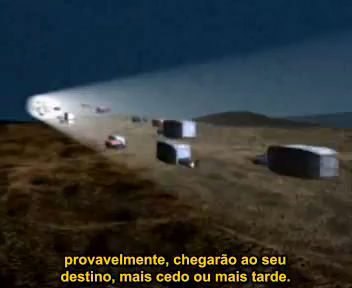 provavelmente, chegarão ao seu
destino, mais cedo ou mais tarde.